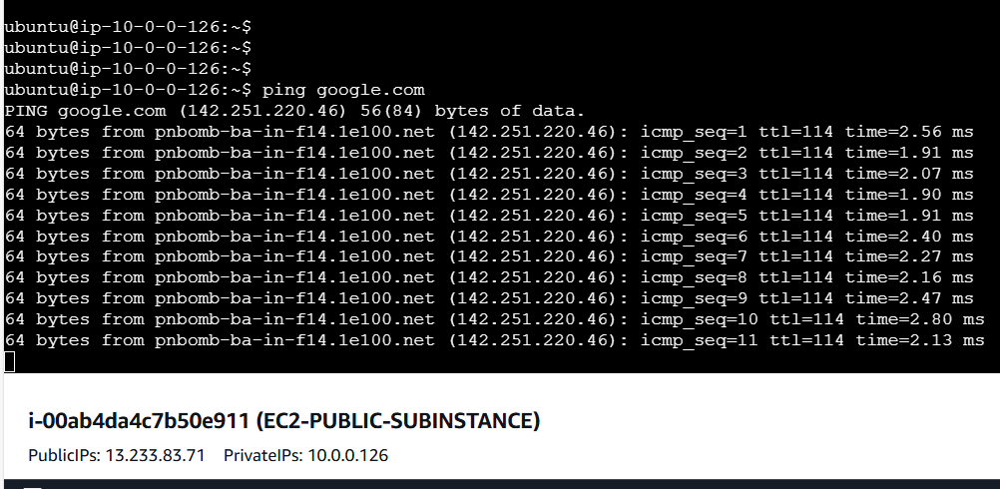 ubuntu@ip-10-0-0-126:~$
ubuntu@ip-10-0-0-126:~$
ubuntu@ip-10-0-0-126:~$
ubuntu@ip-10-0-0-126:~$ ping google.com
PING google.com (142.251.220.46) 56(84) bytes of data.
64 bytes from pnbomb-ba-in-f14.1e100.net (142.251.220.46): icmp_seq=1 ttl=114 time=2.56 ms
64 bytes from pnbomb-ba-in-f14.1e100.net (142.251.220.46): icmp_seq=2 ttl=114 time=1.91 ms
64 bytes from pnbomb-ba-in-f14.1e100.net (142.251.220.46): icmp_seq=3 ttl=114 time=2.07 ms
64 bytes from pnbomb-ba-in-f14.1e100.net (142.251.220.46): icmp_seq=4 ttl=114 time=1.90 ms
64 bytes from pnbomb-ba-in-f14.1e100.net (142.251.220.46): icmp_seq=5 ttl=114 time=1.91 ms
64 bytes from pnbomb-ba-in-f14.1e100.net (142.251.220.46): icmp_seq=6 ttl=114 time=2.40 ms
64 bytes from pnbomb-ba-in-f14.1e100.net (142.251.220.46): icmp_seq=7 ttl=114 time=2.27 ms
64 bytes from pnbomb-ba-in-f14.1e100.net (142.251.220.46): icmp_seq=8 ttl=114 time=2.16 ms
64 bytes from pnbomb-ba-in-f14.1e100.net (142.251.220.46): icmp_seq=9 ttl=114 time=2.47 ms
64 bytes from pnbomb-ba-in-f14.1e100.net (142.251.220.46): icmp_seq=10 ttl=114 time=2.80 ms
64 bytes from pnbomb-ba-in-f14.1e100.net (142.251.220.46): icmp_seq=11 ttl=114 time=2.13 ms
i-00ab4da4c7b50e911 (EC2-PUBLIC-SUBINSTANCE)
PublicIPs: 13.233.83.71 PrivateIPs: 10.0.0.126